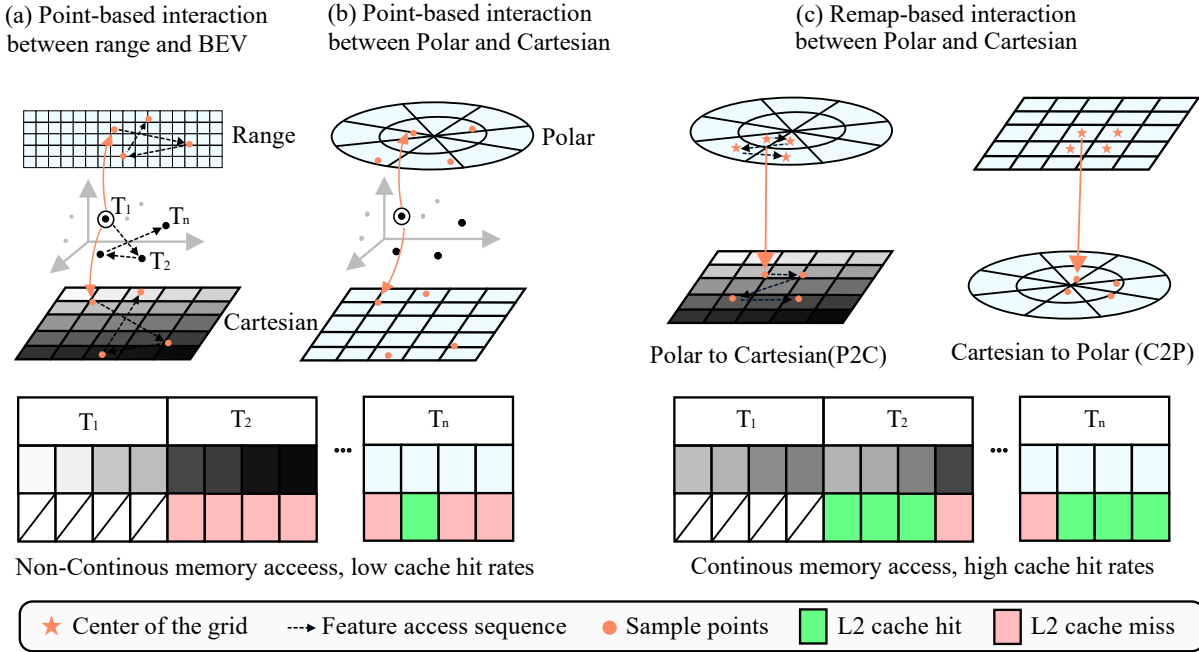 (a) Point-based interaction
between range and BEV
(b) Point-based interaction
between Polar and Cartesian
(c) Remap-based interaction
between Polar and Cartesian
Range
Polar
T1
Tn
T2
Cartesian
Polar to Cartesian(P2C)
Cartesian to Polar (C2P)
T1 T2 ... Tn
T1 T2 ... Tn
Non-Continous memory acceess, low cache hit rates
Continous memory access, high cache hit rates
Center of the grid
Feature access sequence
Sample points
L2 cache hit
L2 cache miss